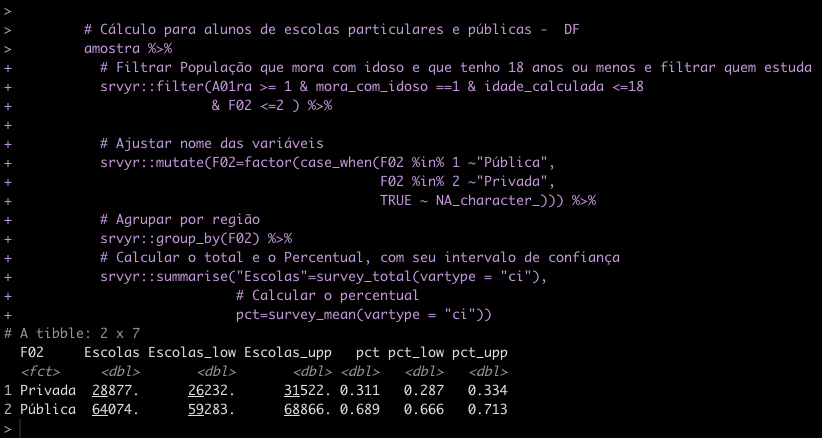 >
>         # Cálculo para alunos de escolas particulares e públicas -  DF
>         amostra %>%
+           # Filtrar População que mora com idoso e que tenho 18 anos ou menos e filtrar quem estuda
+           srvyr::filter(A01ra >= 1 & mora_com_idoso ==1 & idade_calculada <=18
+                         & F02 <=2 ) %>%
+
+           # Ajustar nome das variáveis
+           srvyr::mutate(F02=factor(case_when(F02 %in% 1 ~"Pública",
+                                              F02 %in% 2 ~"Privada",
+                                              TRUE ~ NA_character_))) %>%
+           # Agrupar por região
+           srvyr::group_by(F02) %>%
+           # Calcular o total e o Percentual, com seu intervalo de confiança
+           srvyr::summarise("Escolas"=survey_total(vartype = "ci"),
+                            # Calcular o percentual
+                            pct=survey_mean(vartype = "ci"))
# A tibble: 2 x 7
  F02     Escolas Escolas_low Escolas_upp   pct pct_low pct_upp
  <fct>     <dbl>       <dbl>       <dbl> <dbl>   <dbl>   <dbl>
1 Privada  28877.      26232.      31522. 0.311   0.287   0.334
2 Pública  64074.      59283.      68866. 0.689   0.666   0.713
>